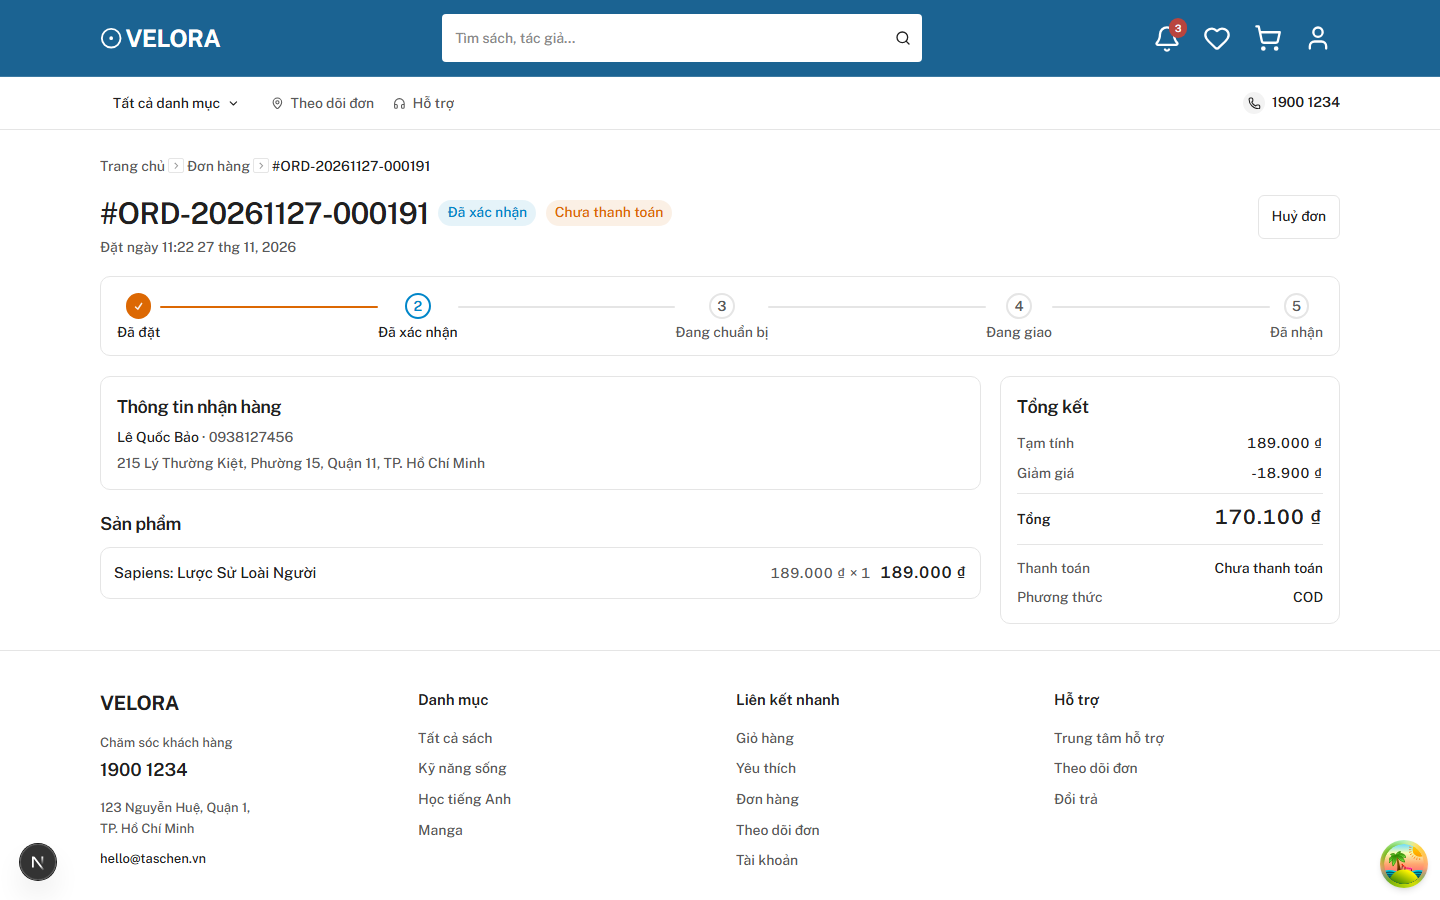 VELORA
Tìm sách, tác giả...
3
Tất cả danh mục
Theo dõi đơn
Hỗ trợ
1900 1234
Trang chủ > Đơn hàng > #ORD-20261127-000191
#ORD-20261127-000191
Đã xác nhận
Chưa thanh toán
Huỷ đơn
Đặt ngày 11:22 27 thg 11, 2026
Đã đặt
2
Đã xác nhận
3
Đang chuẩn bị
4
Đang giao
5
Đã nhận
Thông tin nhận hàng
Lê Quốc Bảo · 0938127456
215 Lý Thường Kiệt, Phường 15, Quận 11, TP. Hồ Chí Minh
Sản phẩm
Sapiens: Lược Sử Loài Người
189.000 ₫ × 1 189.000 ₫
Tổng kết
Tạm tính 189.000 ₫
Giảm giá -18.900 ₫
Tổng 170.100 ₫
Thanh toán Chưa thanh toán
Phương thức COD
VELORA
Chăm sóc khách hàng
1900 1234
123 Nguyễn Huệ, Quận 1,
TP. Hồ Chí Minh
hello@taschen.vn
Danh mục
Tất cả sách
Kỹ năng sống
Học tiếng Anh
Manga
Liên kết nhanh
Giỏ hàng
Yêu thích
Đơn hàng
Theo dõi đơn
Tài khoản
Hỗ trợ
Trung tâm hỗ trợ
Theo dõi đơn
Đổi trả
N